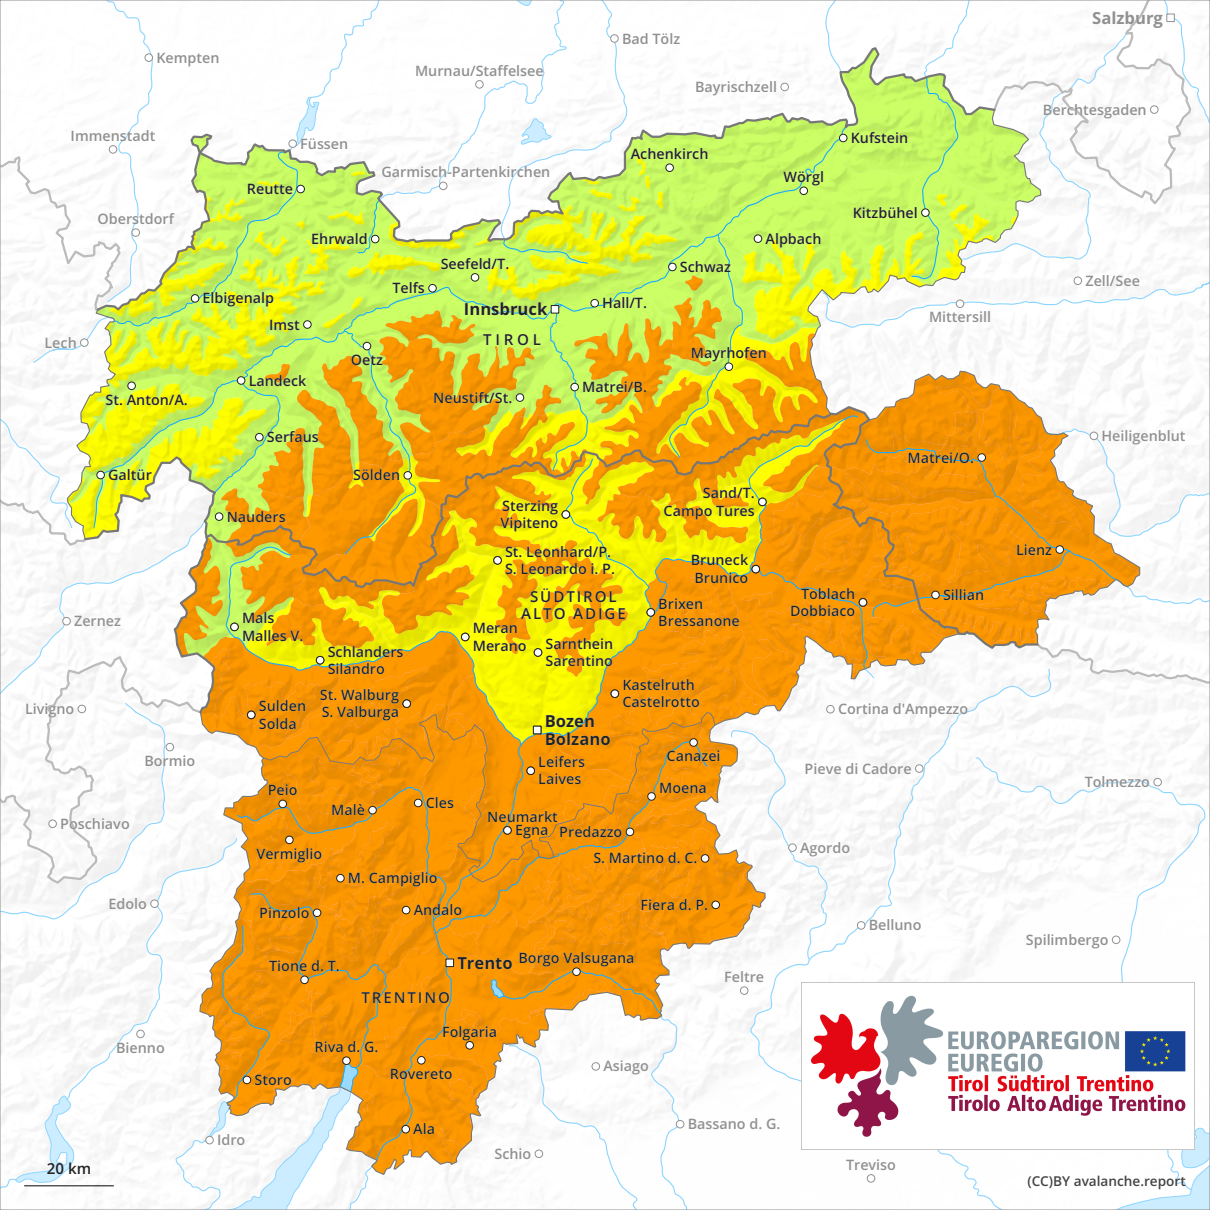 Salzburg
Bad Tölz
Kempten
Murnau/Staffelsee
Bayrischzell
Berchtesgaden
Immenstadt
Füssen
Kufstein
Achenkirch
Garmisch-Partenkirchen
Wörgl
Reutte
Kitzbühel
Oberstdorf
Ehrwald
Alpbach
Seefeld/T.
Schwaz
Zell/See
Telfs
Elbigenalp
Hall/T.
Innsbruck
Mittersill
Imst
TIROL
Lech
Mayrhofen
Oetz
Landeck
Matrei/B.
St. Anton/A.
Neustift/St.
Serfaus
Heiligenblut
Matrei/O.
Galtür
Sölden
Sand/T.
Campo Tures
Sterzing
Vipiteno
Nauders
St. Leonhard/P.
S. Leonardo i. P.
Lienz
Bruneck
Brunico
SÜDTIROL
ALTO ADIGE
Toblach
Dobbiaco
Sillian
Brixen
Bressanone
Mals
Malles V.
Zernez
Meran
Merano
Sarnthein
Sarentino
Schlanders
Silandro
Kastelruth
Castelrotto
St. Walburg
S. Valburga
Sulden
Solda
Livigno
Cortina d'Ampezzo
Bozen
Bolzano
Bormio
Canazei
Leifers
Laives
Pieve di Cadore
Tolmezzo
Peio
Moena
Malè
Cles
Neumarkt
Egna
Predazzo
Poschiavo
Vermiglio
S. Martino d. C.
Agordo
M. Campiglio
Edolo
Pinzolo
Andalo
Fiera d. P.
Belluno
Spilimbergo
Trento
Borgo Valsugana
Tione d. T.
Feltre
TRENTINO
Folgaria
Bienno
Riva d. G.
EUROPAREGION
EUREGIO
Tirol Südtirol Trentino
Tirolo Alto Adige Trentino
Asiago
Rovereto
Storo
Ala
Bassano d. G.
Idro
Schio
Treviso
20 km
(CC)BY avalanche.report